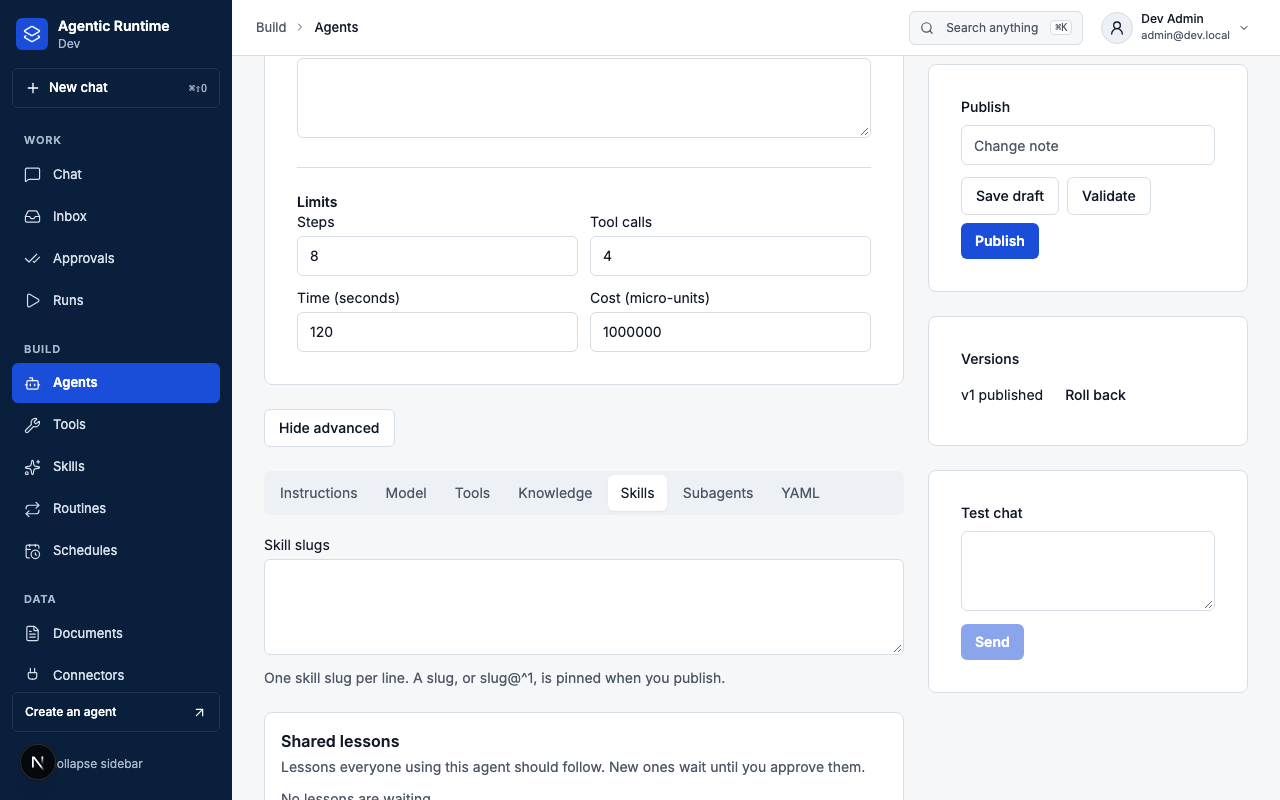 Agentic Runtime
Dev
New chat
⌘⇧O
WORK
Chat
Inbox
Approvals
Runs
BUILD
Agents
Tools
Skills
Routines
Schedules
DATA
Documents
Connectors
Create an agent
N
ollapse sidebar
Build > Agents
Search anything
⌘K
Dev Admin
admin@dev.local
Limits
Steps
Tool calls
8
4
Time (seconds)
Cost (micro-units)
120
1000000
Hide advanced
Instructions Model Tools Knowledge Skills Subagents YAML
Skill slugs
One skill slug per line. A slug, or slug@^1, is pinned when you publish.
Shared lessons
Lessons everyone using this agent should follow. New ones wait until you approve them.
No lessons are waiting.
Publish
Change note
Save draft
Validate
Publish
Versions
v1 published
Roll back
Test chat
Send